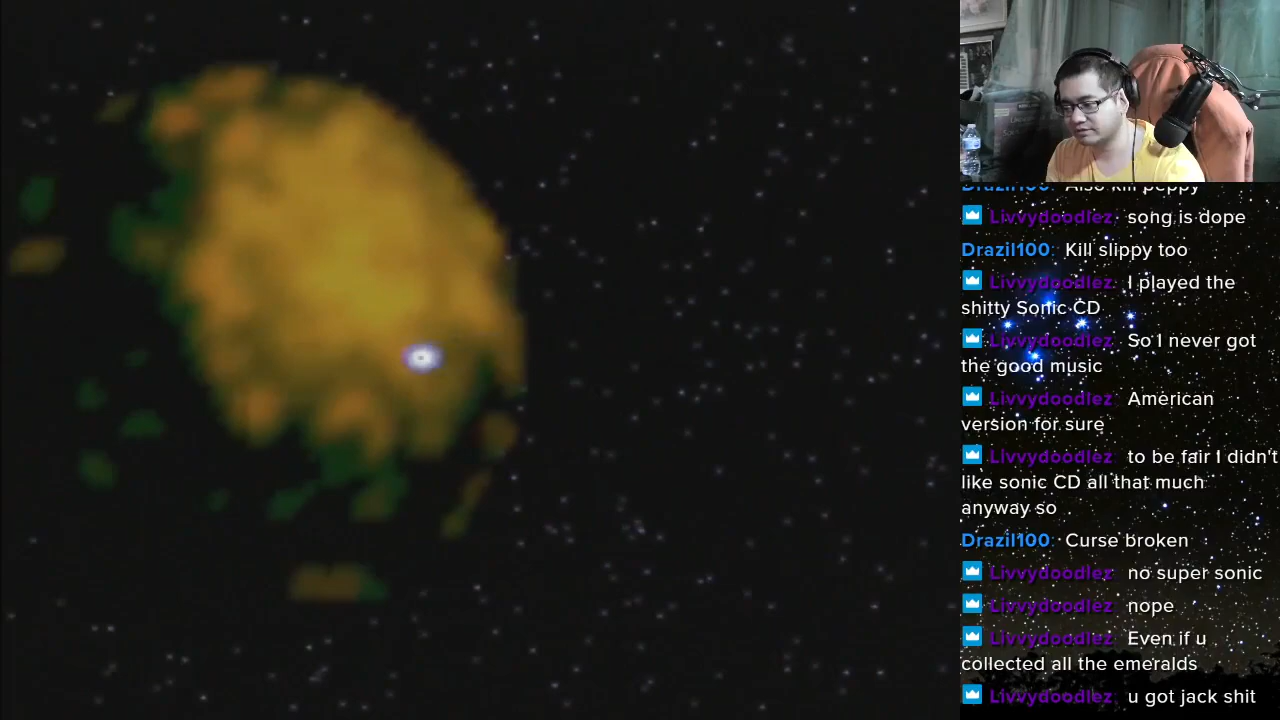 Drazil100: Also kill peppy
Livvydoodlez: song is dope
Drazil100: Kill slippy too
Livvydoodlez: I played the
shitty Sonic CD
Livvydoodlez: So I never got
the good music
Livvydoodlez: American
version for sure
Livvydoodlez: to be fair I didn't
like sonic CD all that much
anyway so
Drazil100: Curse broken
Livvydoodlez: no super sonic
Livvydoodlez: nope
Livvydoodlez: Even if u
collected all the emeralds
Livvydoodlez: u got jack shit